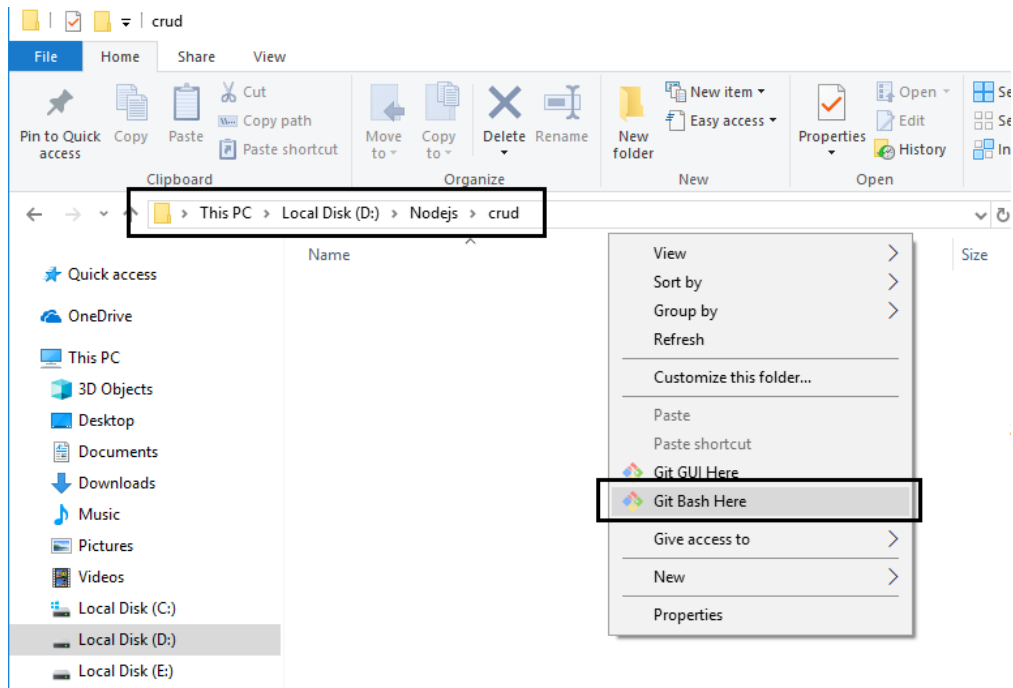 crud
File Home Share View
Pin to Quick access
Copy
Paste
Cut
Copy path
Paste shortcut
Clipboard
Move to
Copy to
Delete
Rename
Organize
New folder
New item
Easy access
New
Properties
Open
Edit
History
Open
Se
Se
In
This PC > Local Disk (D:) > Nodejs > crud
Name Size
Quick access
OneDrive
This PC
3D Objects
Desktop
Documents
Downloads
Music
Pictures
Videos
Local Disk (C:)
Local Disk (D:)
Local Disk (E:)
View
Sort by
Group by
Refresh
Customize this folder...
Paste
Paste shortcut
Git GUI Here
Git Bash Here
Give access to
New
Properties